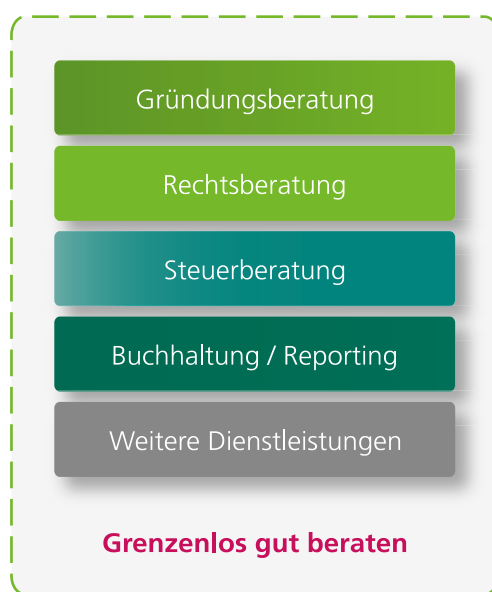 Gründungsberatung
Rechtsberatung
Steuerberatung
Buchhaltung / Reporting
Weitere Dienstleistungen
Grenzenlos gut beraten